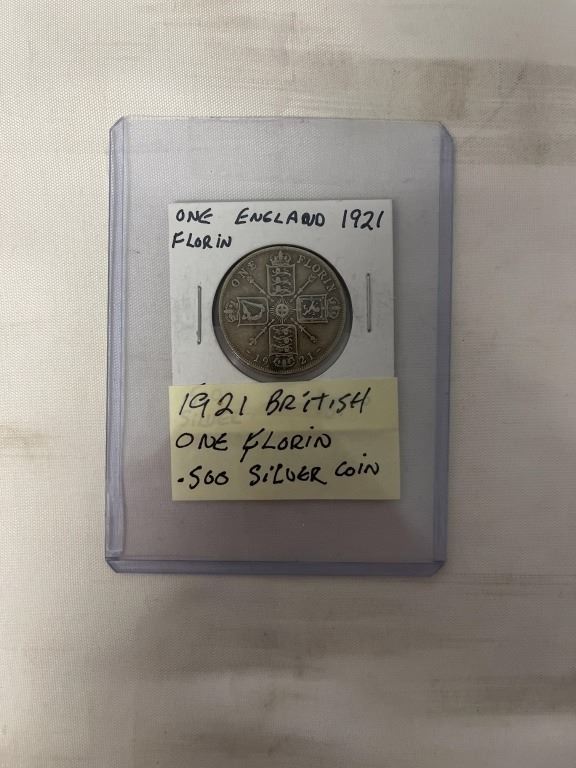 ONE ENGLAND 1921
FLORIN
ONE FLORIN
1921
1921 BRITISH
ONE FLORIN
.500 SILVER COIN